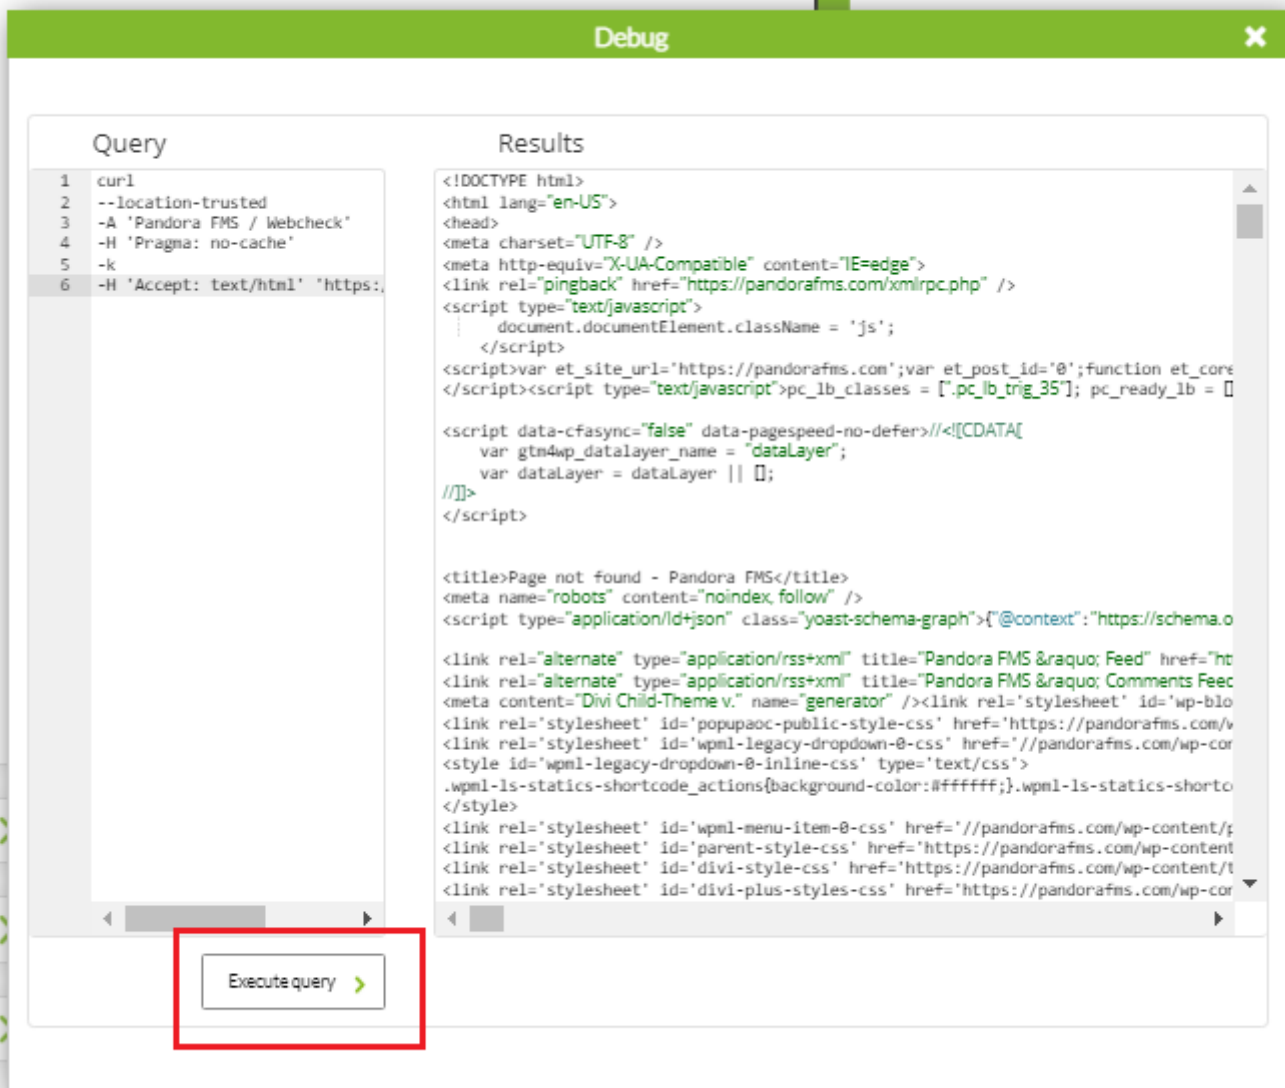 Debug
Query
Results
1 curl
2 --location-trusted
3 -A 'Pandora FMS / Webcheck'
4 -H 'Pragma: no-cache'
5 -k
6 -H 'Accept: text/html' 'https:
<!DOCTYPE html>
<html lang="en-US">
<head>
<meta charset="UTF-8" />
<meta http-equiv="X-UA-Compatible" content="IE=edge">
<link rel="pingback" href="https://pandorafms.com/xmlrpc.php" />
<script type="text/javascript">
document.documentElement.className = 'js';
</script>
<script>var et_site_url='https://pandorafms.com';var et_post_id='0';function et_core
</script><script type="text/javascript">pc_lb_classes = [".pc_lb_trig_35"]; pc_ready_lb = []
<script data-cfasync="false" data-pagespeed-no-defer>//<![CDATA[
var gtm4wp_datalayer_name = "dataLayer";
var dataLayer = dataLayer || [];
//]]>
</script>
<title>Page not found - Pandora FMS</title>
<meta name="robots" content="noindex, follow" />
<script type="application/ld+json" class="yoast-schema-graph">{"@context":"https://schema.o
<link rel="alternate" type="application/rss+xml" title="Pandora FMS &raquo; Feed" href="ht
<link rel="alternate" type="application/rss+xml" title="Pandora FMS &raquo; Comments Feed
<meta content="Divi Child-Theme v." name="generator" /><link rel='stylesheet' id='wp-blo
<link rel='stylesheet' id='popupaoc-public-style-css' href='https://pandorafms.com/w
<link rel='stylesheet' id='wpml-legacy-dropdown-0-css' href='//pandorafms.com/wp-con
<style id='wpml-legacy-dropdown-0-inline-css' type='text/css'>
.wpml-ls-statics-shortcode_actions{background-color:#ffffff;}.wpml-ls-statics-shortc
</style>
<link rel='stylesheet' id='wpml-menu-item-0-css' href='//pandorafms.com/wp-content/p
<link rel='stylesheet' id='parent-style-css' href='https://pandorafms.com/wp-content
<link rel='stylesheet' id='divi-style-css' href='https://pandorafms.com/wp-content/t
<link rel='stylesheet' id='divi-plus-styles-css' href='https://pandorafms.com/wp-con
Execute query